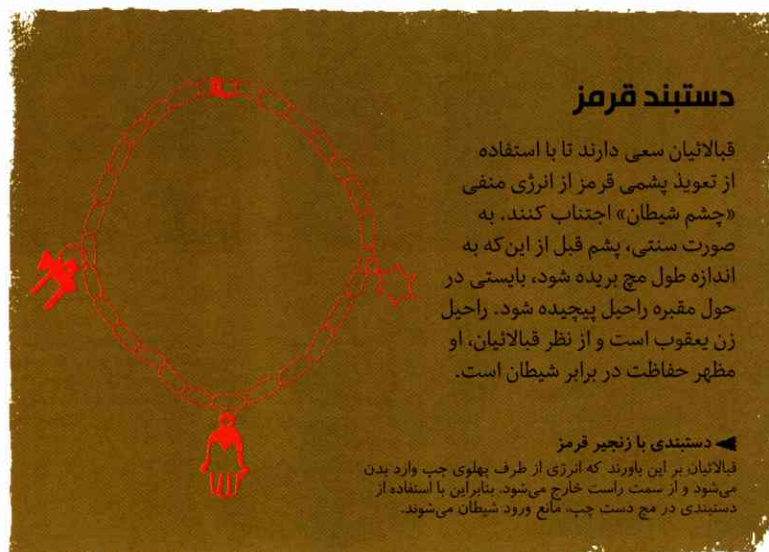 دستبند قرمز
قبالائیان سعی دارند تا با استفاده
از تعویذ پشمی قرمز از انرژی منفی
«چشم شیطان» اجتناب کنند. به
صورت سنتی، پشم قبل از این‌که به
اندازه طول مچ بریده شود، بایستی در
حول مقبره راحیل پیچیده شود. راحیل
زن یعقوب است و از نظر قبالائیان، او
مظهر حفاظت در برابر شیطان است.
دستبندی با زنجیر قرمز
قبالائیان بر این باورند که انرژی از طرف پهلوی چپ وارد بدن
می‌شود و از سمت راست خارج می‌شود. بنابراین با استفاده از
دستبندی در مچ دست چپ، مانع ورود شیطان می‌شوند.